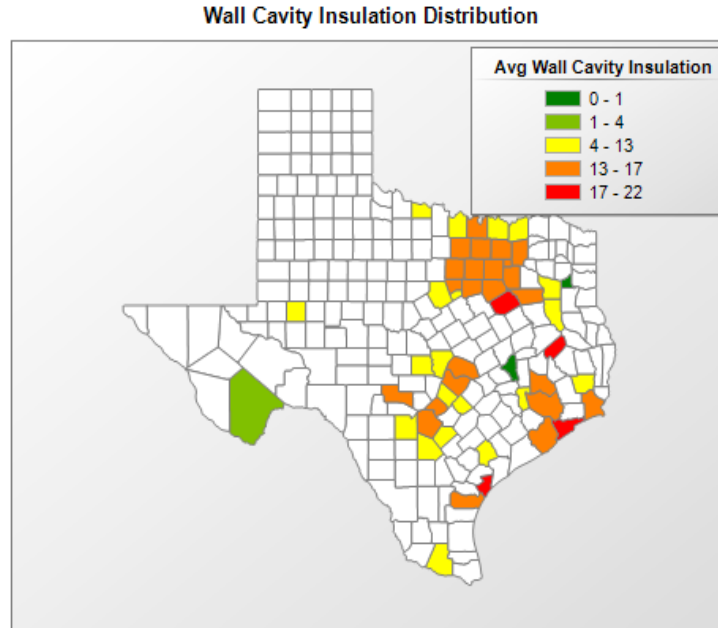 Wall Cavity Insulation Distribution
Avg Wall Cavity Insulation
0 - 1
1 - 4
4 - 13
13 - 17
17 - 22